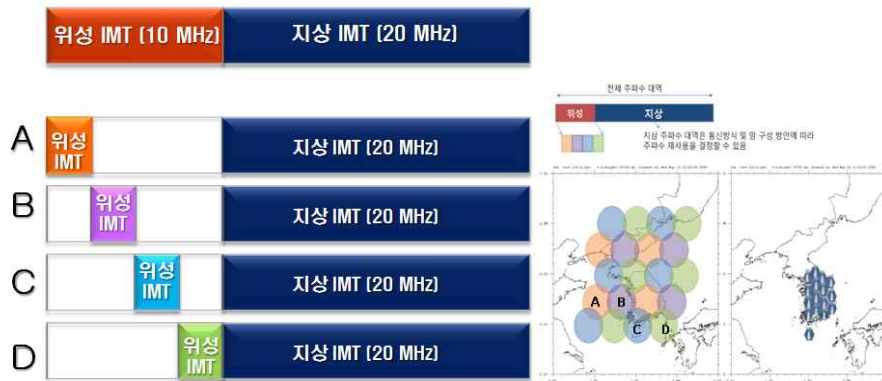 위성 IMT (10 MHz) 지상 IMT (20 MHz)
A 위성 IMT 지상 IMT (20 MHz)
B 위성 IMT 지상 IMT (20 MHz)
C 위성 IMT 지상 IMT (20 MHz)
D 위성 IMT 지상 IMT (20 MHz)
전체 주파수 대역
위성 지상
지상 주파수 대역은 통신방식 및 망 구성 방안에 따라
주파수 재사용을 결정할 수 있음
A B
C D